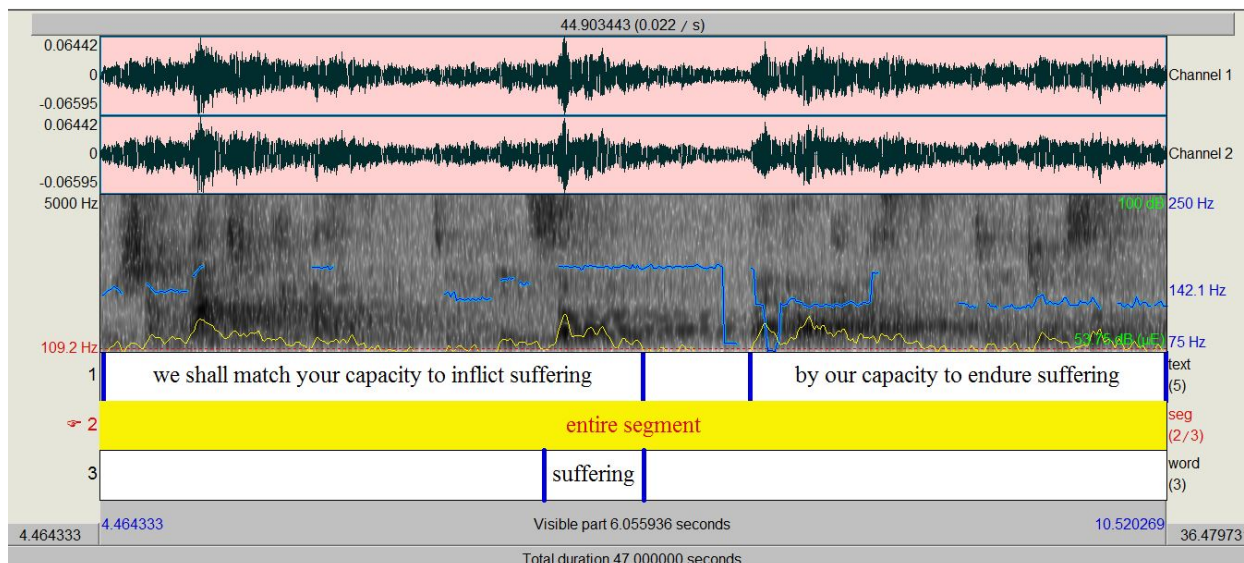 44.903443 (0.022 / s)
0.06442
0
-0.06595
Channel 1
0.06442
0
-0.06595
Channel 2
5000 Hz
100 dB
250 Hz
142.1 Hz
109.2 Hz
75 Hz
1
we shall match your capacity to inflict suffering
by our capacity to endure suffering
text
(5)
2
entire segment
seg
(2/3)
3
suffering
word
(3)
4.464333
4.464333
Visible part 6.055936 seconds
10.520269
36.47973
Total duration 47.000000 seconds